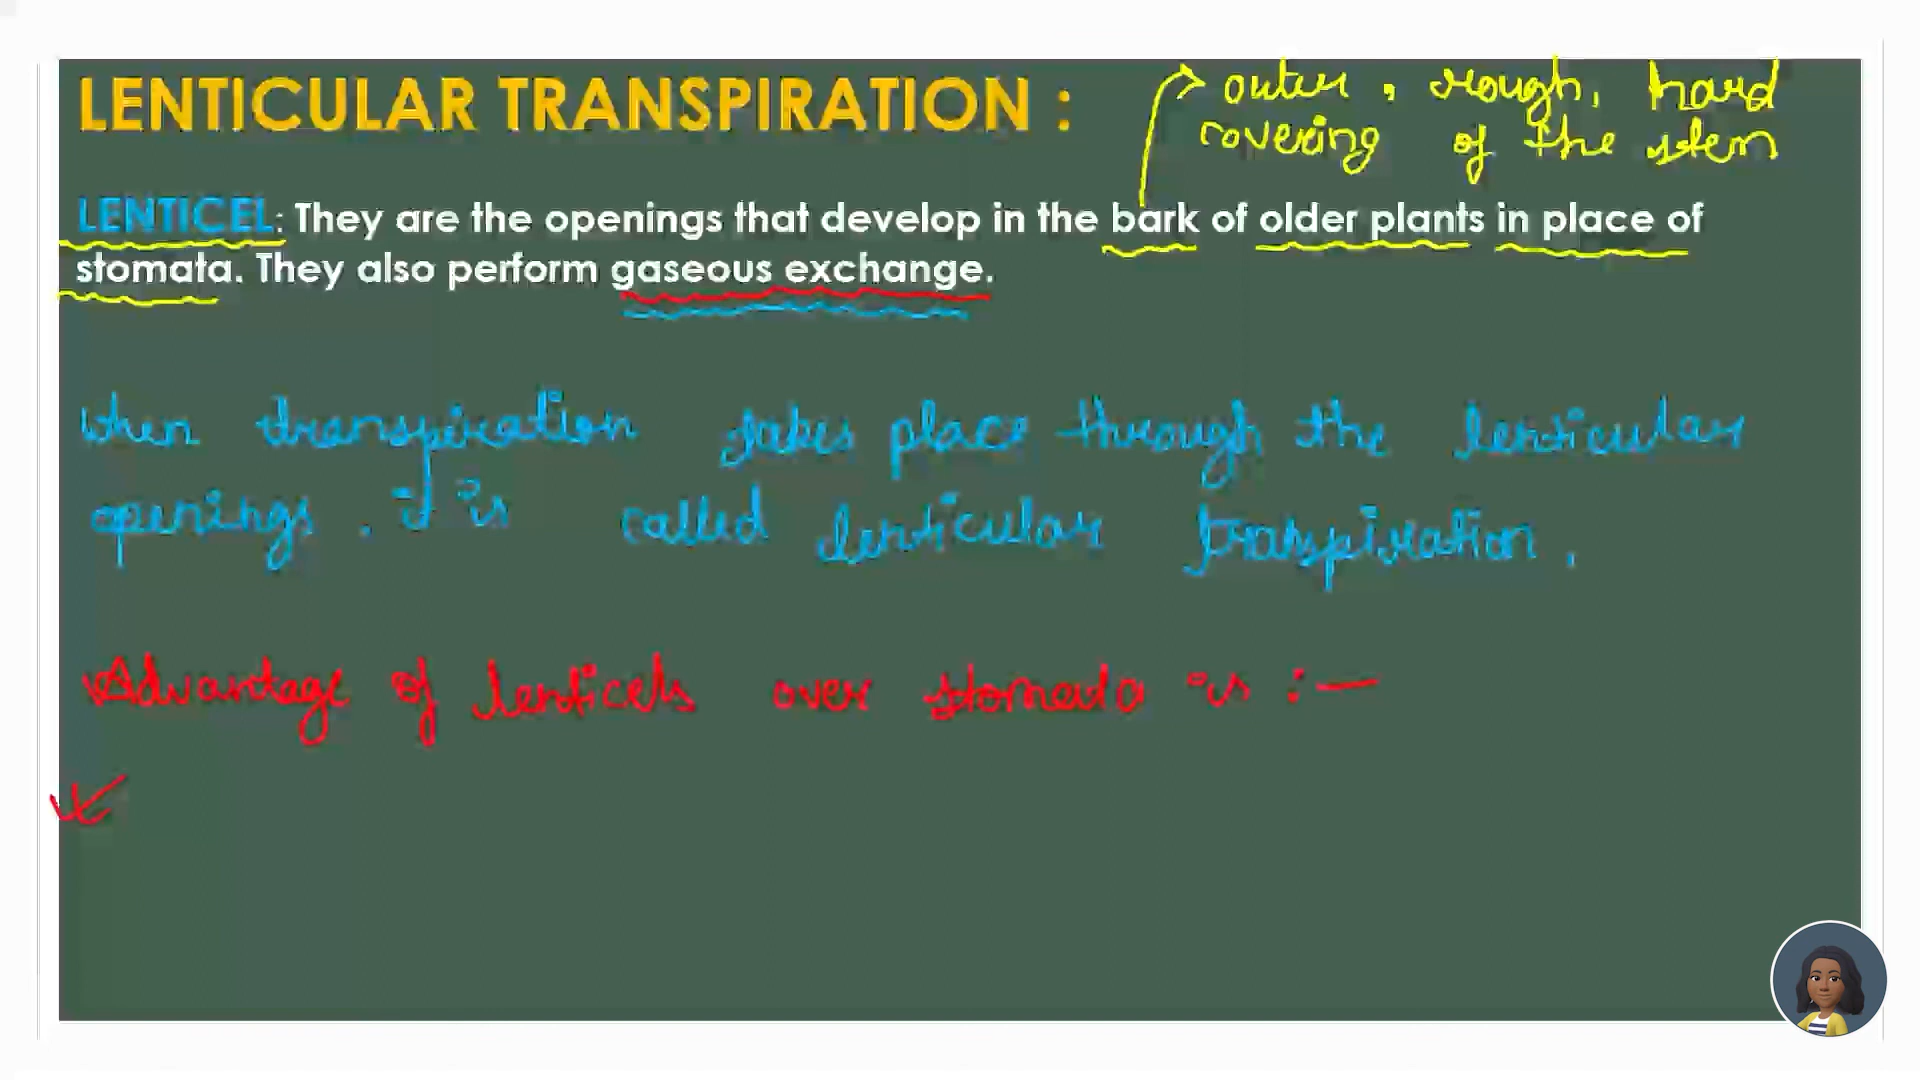 LENTICULAR TRANSPIRATION :
outer, rough, hard
covering of the stem
LENTICEL: They are the openings that develop in the bark of older plants in place of
stomata. They also perform gaseous exchange.
When transpiration takes place through the lenticular
openings, it is called lenticular transpiration.
Advantage of lenticels over stomata is :-